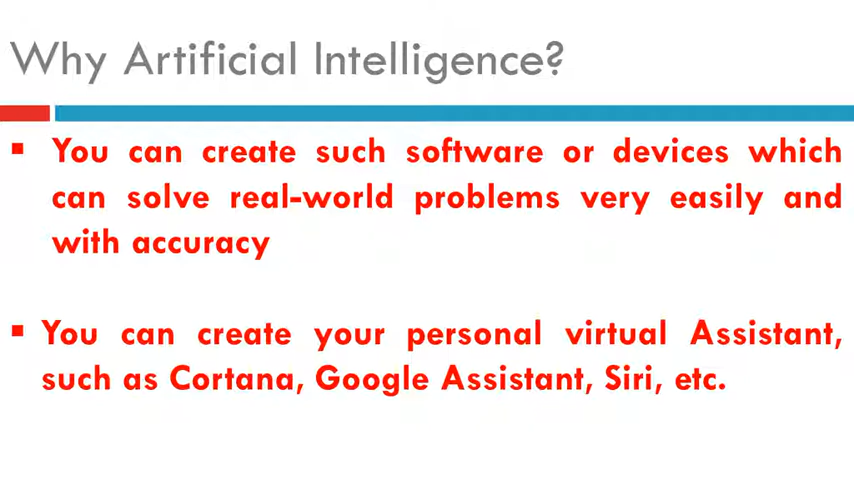 Why Artificial Intelligence?
▪ You can create such software or devices which
can solve real-world problems very easily and
with accuracy
▪ You can create your personal virtual Assistant,
such as Cortana, Google Assistant, Siri, etc.